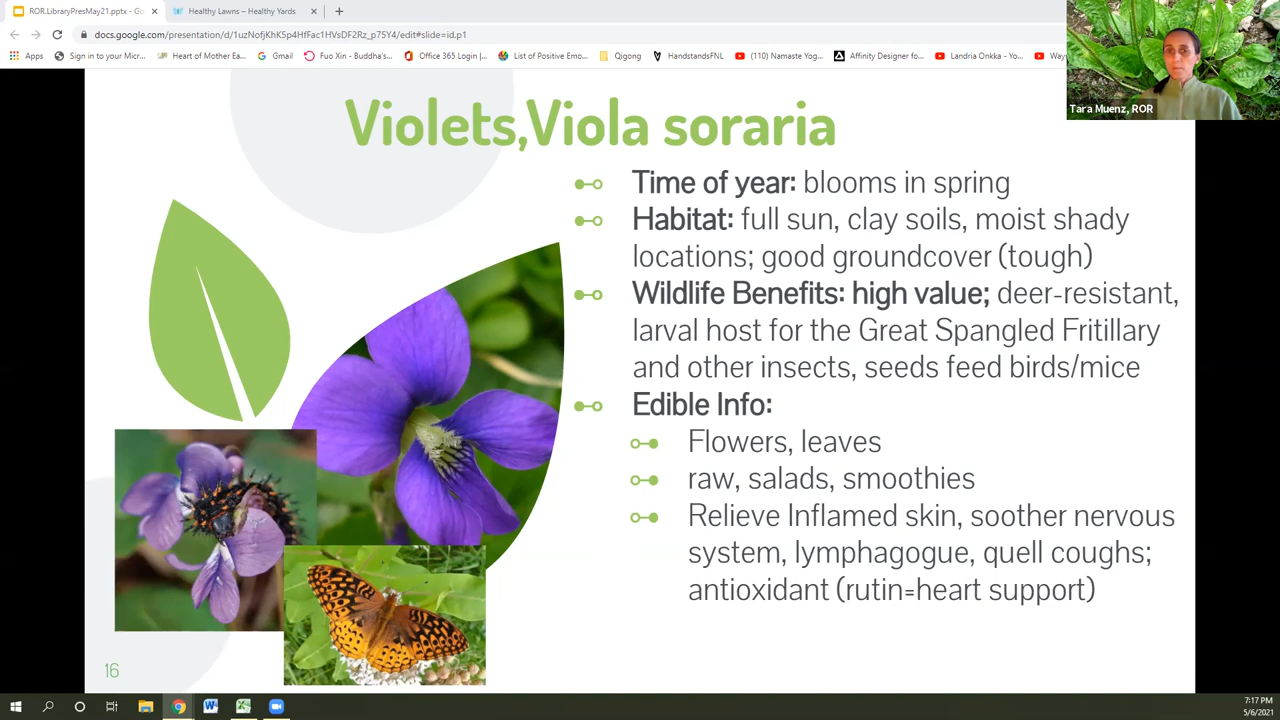 ROR.LibraryPresMay21.pptx - Go
Healthy Lawns – Healthy Yards
docs.google.com/presentation/d/1uzNofjKhK5p4HfFac1HVsDF2Rz_p75Y4/edit#slide=id.p1
Apps
Sign in to your Micr...
Heart of Mother Ea...
Gmail
Fuo Xin - Buddha's...
Office 365 Login |...
List of Positive Emo...
Qigong
HandstandsFNL
(110) Namaste Yog...
Affinity Designer fo...
Landria Onkka - Yo...
Way
Tara Muenz, ROR
Violets,Viola soraria
Time of year: blooms in spring
Habitat: full sun, clay soils, moist shady
locations; good groundcover (tough)
Wildlife Benefits: high value; deer-resistant,
larval host for the Great Spangled Fritillary
and other insects, seeds feed birds/mice
Edible Info:
Flowers, leaves
raw, salads, smoothies
Relieve Inflamed skin, soother nervous
system, lymphagogue, quell coughs;
antioxidant (rutin=heart support)
16
7:17 PM
5/6/2021